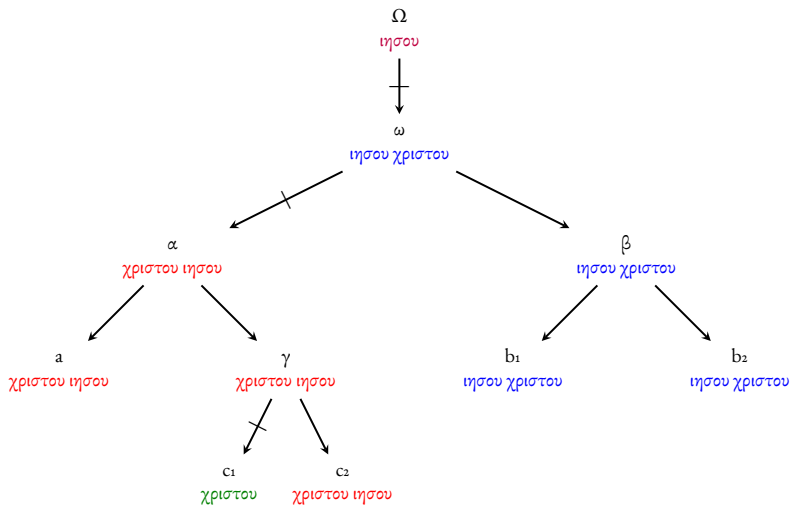 Ω
ιησου
ω
ιησου χριστου
α
χριστου ιησου
β
ιησου χριστου
a
χριστου ιησου
γ
χριστου ιησου
b1
ιησου χριστου
b2
ιησου χριστου
c1
χριστου
c2
χριστου ιησου